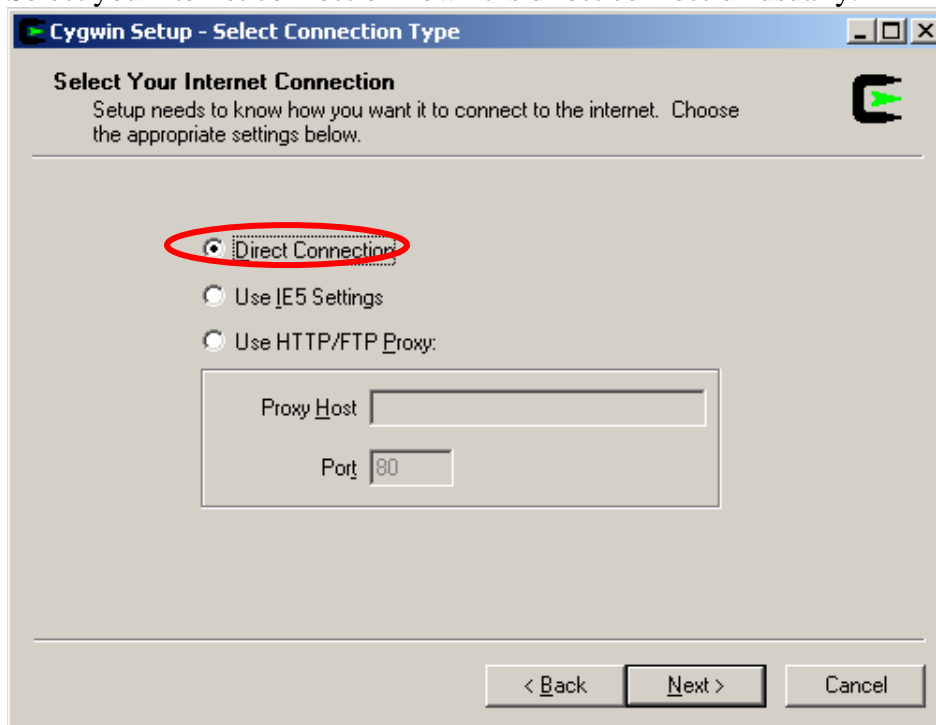 Cygwin Setup - Select Connection Type
Select Your Internet Connection
Setup needs to know how you want it to connect to the internet. Choose
the appropriate settings below.
Direct Connection
Use IE5 Settings
Use HTTP/FTP Proxy:
Proxy Host
Port 80
< Back Next > Cancel